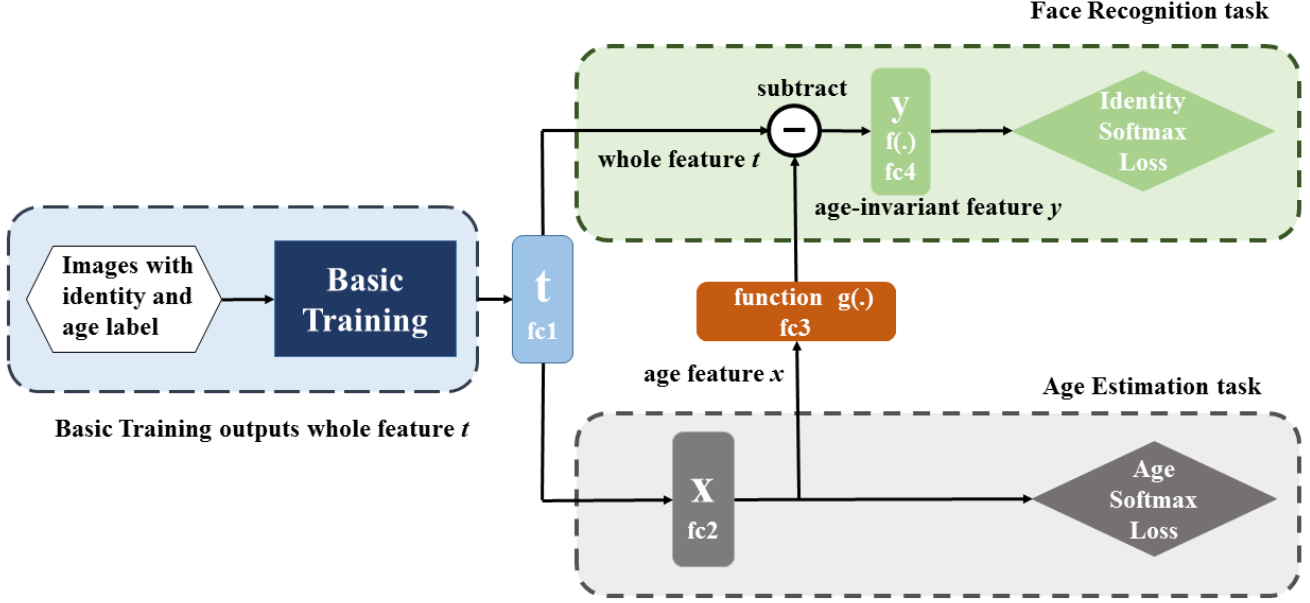 Face Recognition task
subtract
y
f(.)
fc4
Identity
Softmax
Loss
whole feature t
age-invariant feature y
Images with
identity and
age label
Basic
Training
t
fc1
function g(.)
fc3
age feature x
Age Estimation task
Basic Training outputs whole feature t
x
fc2
Age
Softmax
Loss